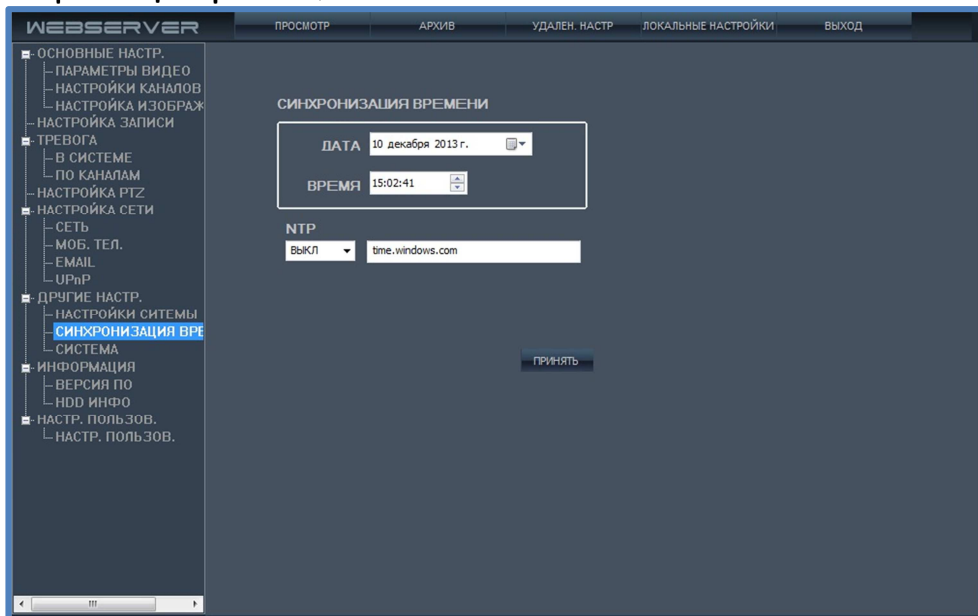 WEBSERVER
ПРОСМОТР АРХИВ УДАЛЕН. НАСТР ЛОКАЛЬНЫЕ НАСТРОЙКИ ВЫХОД
ОСНОВНЫЕ НАСТР.
ПАРАМЕТРЫ ВИДЕО
НАСТРОЙКИ КАНАЛОВ
НАСТРОЙКА ИЗОБРАЖ
НАСТРОЙКА ЗАПИСИ
ТРЕВОГА
В СИСТЕМЕ
ПО КАНАЛАМ
НАСТРОЙКА PTZ
НАСТРОЙКА СЕТИ
СЕТЬ
МОБ. ТЕЛ.
EMAIL
UPnP
ДРУГИЕ НАСТР.
НАСТРОЙКИ СИТЕМЫ
СИНХРОНИЗАЦИЯ ВРЕ
СИСТЕМА
ИНФОРМАЦИЯ
ВЕРСИЯ ПО
HDD ИНФО
НАСТР. ПОЛЬЗОВ.
НАСТР. ПОЛЬЗОВ.
СИНХРОНИЗАЦИЯ ВРЕМЕНИ
ДАТА 10 декабря 2013 г.
ВРЕМЯ 15:02:41
NTP
ВЫКЛ time.windows.com
ПРИНЯТЬ